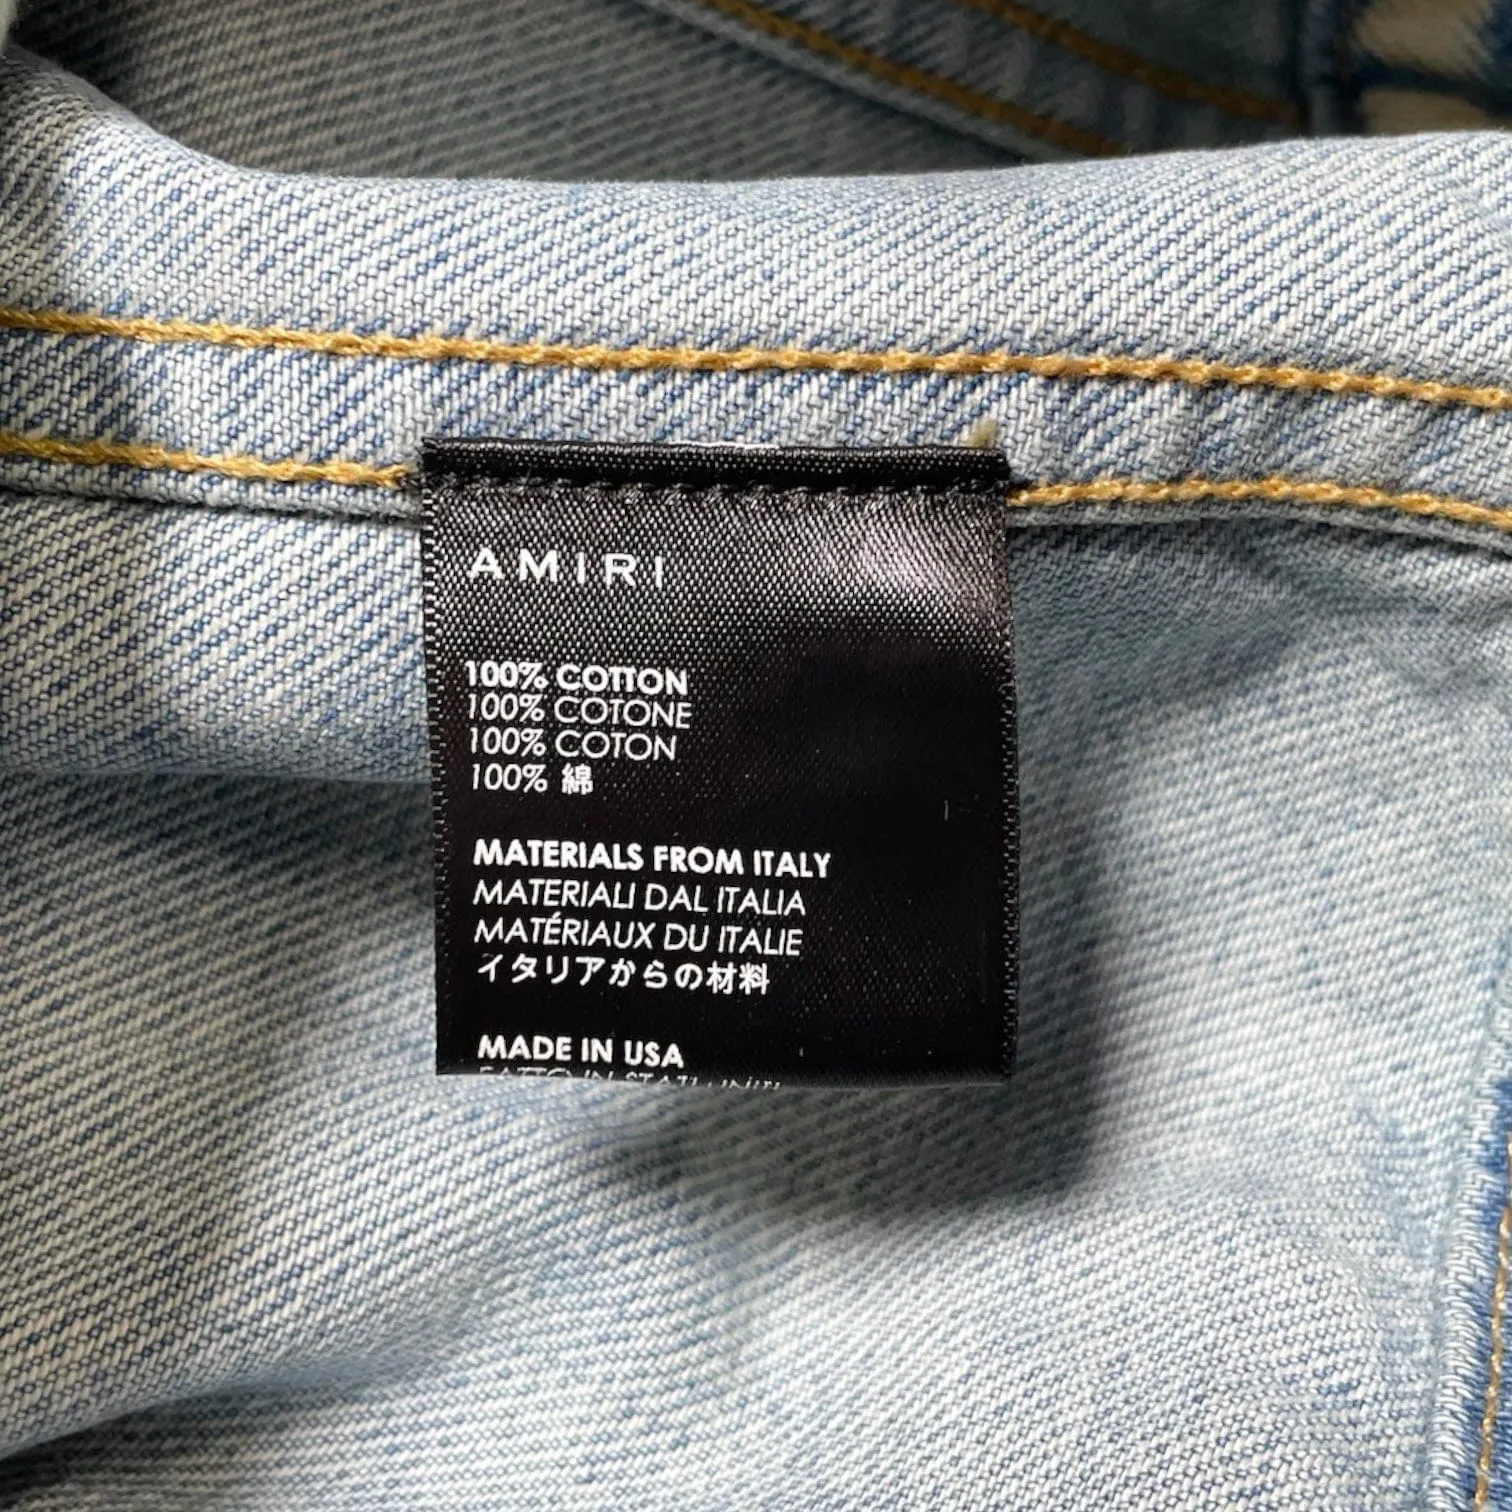 AMIRI
100% COTTON
100% COTONE
100% COTON
100% 綿
MATERIALS FROM ITALY
MATERIALI DAL ITALIA
MATÉRIAUX DU ITALIE
イタリアからの材料
MADE IN USA